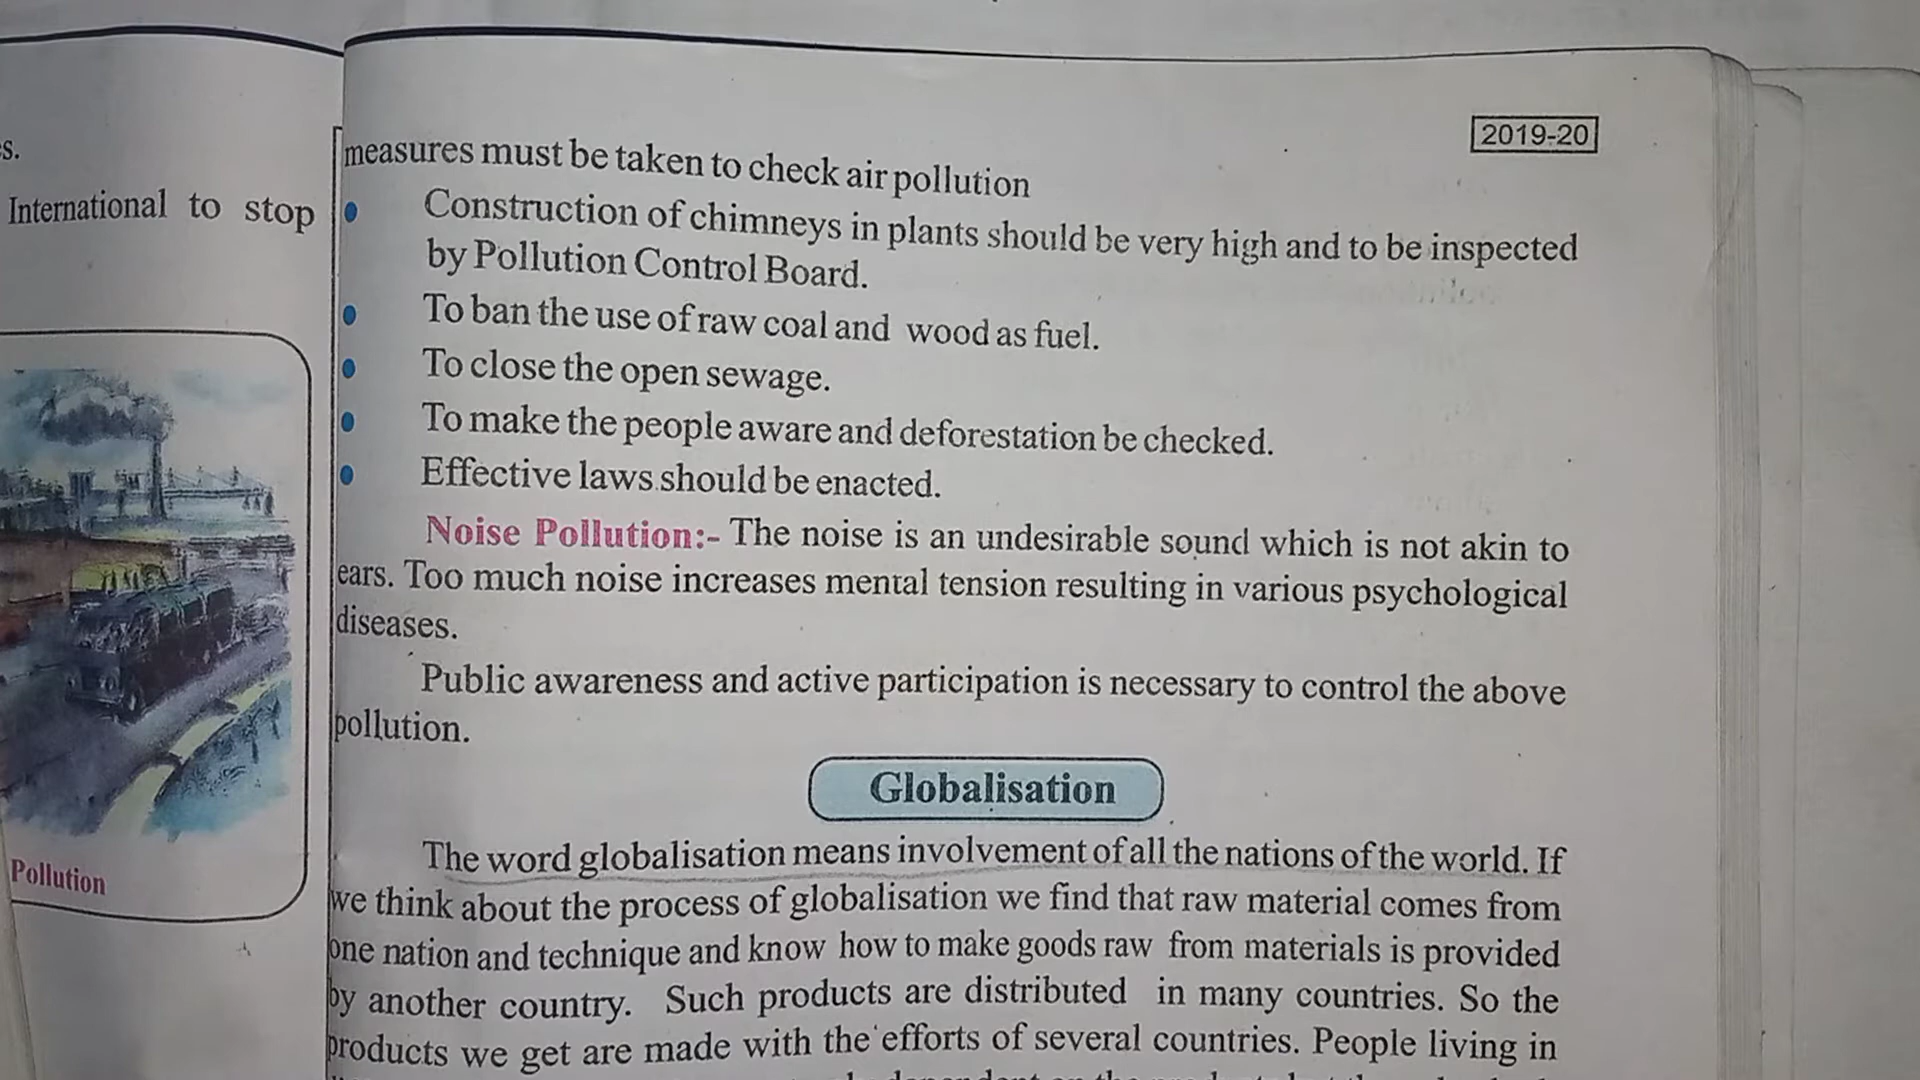 s.
International to stop
Pollution
2019-20
measures must be taken to check air pollution
• Construction of chimneys in plants should be very high and to be inspected
by Pollution Control Board.
• To ban the use of raw coal and wood as fuel.
• To close the open sewage.
• To make the people aware and deforestation be checked.
• Effective laws should be enacted.
Noise Pollution:- The noise is an undesirable sound which is not akin to
ears. Too much noise increases mental tension resulting in various psychological
diseases.
Public awareness and active participation is necessary to control the above
pollution.
Globalisation
The word globalisation means involvement of all the nations of the world. If
we think about the process of globalisation we find that raw material comes from
one nation and technique and know how to make goods raw from materials is provided
by another country. Such products are distributed in many countries. So the
products we get are made with the efforts of several countries. People living in